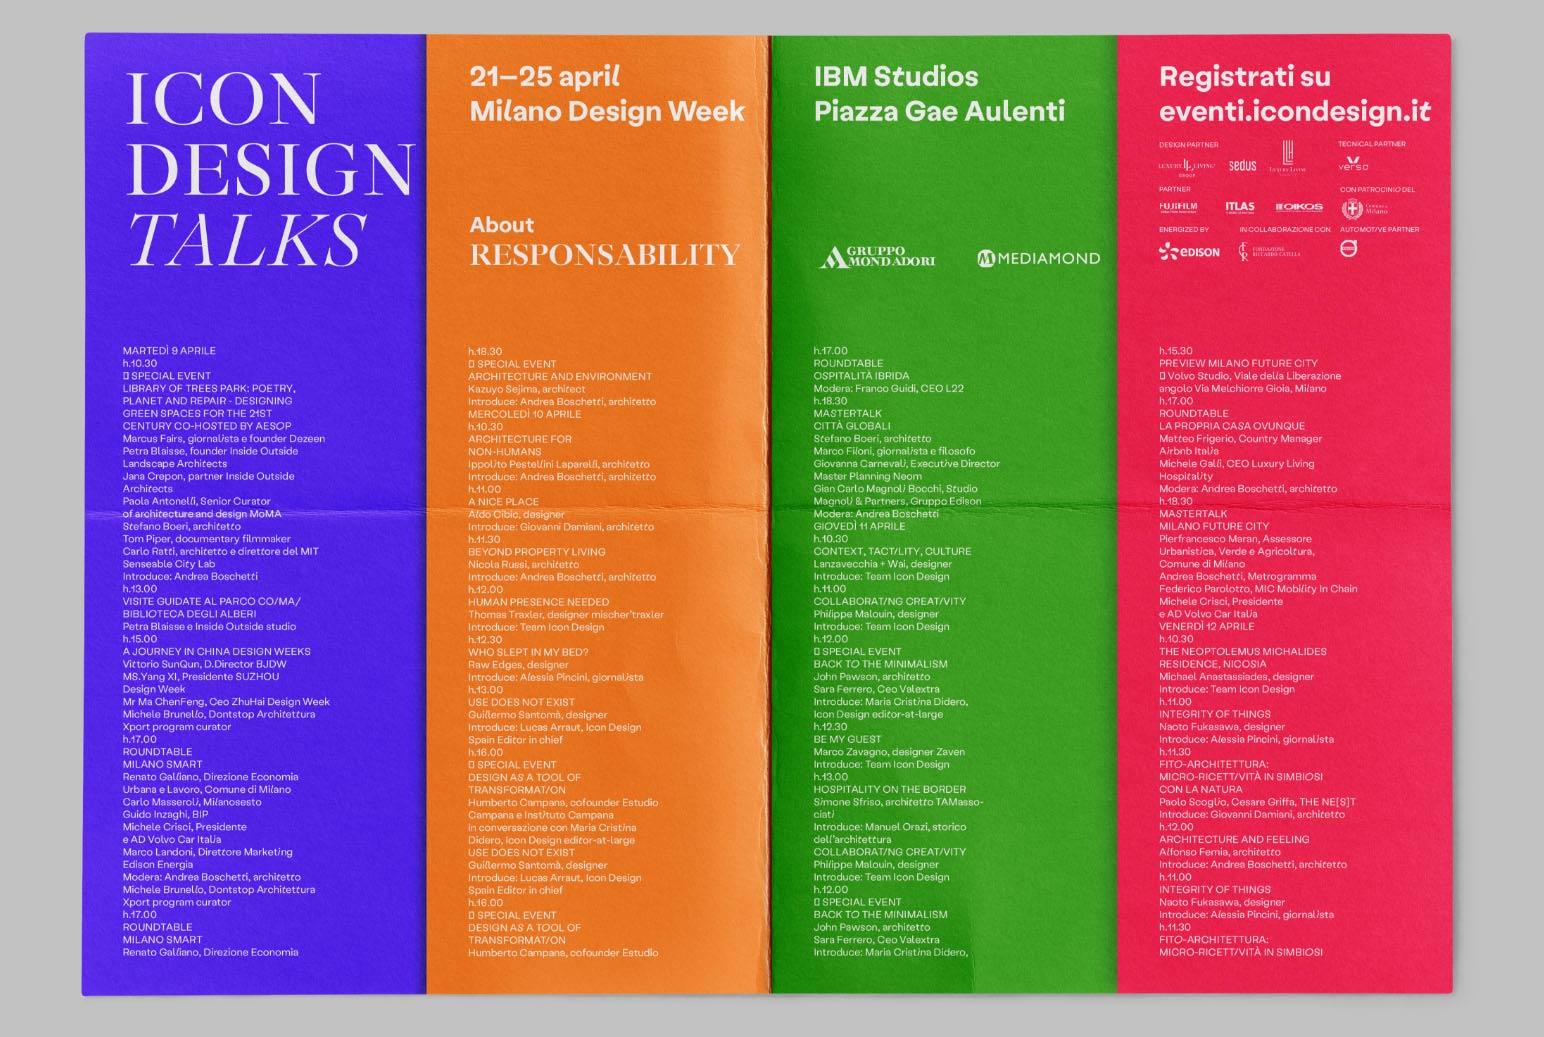 ICON
DESIGN
TALKS
MARTEDÌ 9 APRILE
h.10.30
SPECIAL EVENT
LIBRARY OF TREES PARK: POETRY,
PLANET AND REPAIR - DESIGNING
GREEN SPACES FOR THE 21ST
CENTURY CO-HOSTED BY AESOP
Marcus Fairs, giornalista e founder Dezeen
Petra Blaisse, founder Inside Outside
Landscape Architects
Jana Crepon, partner Inside Outside
Architects
Paola Antonelli, Senior Curator
of architecture and design MoMA
Stefano Boeri, architetto
Tom Piper, documentary filmmaker
Carlo Ratti, architetto e direttore del MIT
Senseable City Lab
Introduce: Andrea Boschetti
h.13.00
VISITE GUIDATE AL PARCO CO/MA/
BIBLIOTECA DEGLI ALBERI
Petra Blaisse e Inside Outside studio
h.15.00
A JOURNEY IN CHINA DESIGN WEEKS
Vittorio SunQun, D.Director BJDW
MS.Yang XI, Presidente SUZHOU
Design Week
Mr Ma ChenFeng, Ceo ZhuHai Design Week
Michele Brunello, Dontstop Architettura
Xport program curator
h.17.00
ROUNDTABLE
MILANO SMART
Renato Galliano, Direzione Economia
Urbana e Lavoro, Comune di Milano
Carlo Masseroli, Milanosesto
Guido Inzaghi, BIP
Michele Crisci, Presidente
e AD Volvo Car Italia
Marco Landoni, Direttore Marketing
Edison Energia
Modera: Andrea Boschetti, architetto
Michele Brunello, Dontstop Architettura
Xport program curator
h.17.00
ROUNDTABLE
MILANO SMART
Renato Galliano, Direzione Economia
21–25 april
Milano Design Week
About
RESPONSABILITY
h.18.30
SPECIAL EVENT
ARCHITECTURE AND ENVIRONMENT
Kazuyo Sejima, architect
Introduce: Andrea Boschetti, architetto
MERCOLEDÌ 10 APRILE
h.10.30
ARCHITECTURE FOR
NON-HUMANS
Ippolito Pestellini Laparelli, architetto
Introduce: Andrea Boschetti, architetto
h.11.00
A NICE PLACE
Aldo Cibic, designer
Introduce: Giovanni Damiani, architetto
h.11.30
BEYOND PROPERTY LIVING
Nicola Russi, architetto
Introduce: Andrea Boschetti, architetto
h.12.00
HUMAN PRESENCE NEEDED
Thomas Traxler, designer mischer'traxler
Introduce: Team Icon Design
h.12.30
WHO SLEPT IN MY BED?
Raw Edges, designer
Introduce: Alessia Pincini, giornalista
h.13.00
USE DOES NOT EXIST
Guillermo Santomà, designer
Introduce: Lucas Arraut, Icon Design
Spain Editor in chief
h.16.00
SPECIAL EVENT
DESIGN AS A TOOL OF
TRANSFORMATION
Humberto Campana, cofounder Estudio
Campana e Instituto Campana
in conversazione con Maria Cristina
Didero, Icon Design editor-at-large
USE DOES NOT EXIST
Guillermo Santomà, designer
Introduce: Lucas Arraut, Icon Design
Spain Editor in chief
h.16.00
SPECIAL EVENT
DESIGN AS A TOOL OF
TRANSFORMATION
Humberto Campana, cofounder Estudio
IBM Studios
Piazza Gae Aulenti
GRUPPO
MONDADORI
MEDIAMOND
h.17.00
ROUNDTABLE
OSPITALITÀ IBRIDA
Modera: Franco Guidi, CEO L22
h.18.30
MASTERTALK
CITTÀ GLOBALI
Stefano Boeri, architetto
Marco Filoni, giornalista e filosofo
Giovanna Carnevali, Executive Director
Master Planning Neom
Gian Carlo Magnoli Bocchi, Studio
Magnoli & Partners, Gruppo Edison
Modera: Andrea Boschetti
GIOVEDÌ 11 APRILE
h.10.30
CONTEXT, TACTILITY, CULTURE
Lanzavecchia + Wai, designer
Introduce: Team Icon Design
h.11.00
COLLABORATING CREATIVITY
Philippe Malouin, designer
Introduce: Team Icon Design
h.12.00
SPECIAL EVENT
BACK TO THE MINIMALISM
John Pawson, architetto
Sara Ferrero, Ceo Valextra
Introduce: Maria Cristina Didero,
Icon Design editor-at-large
h.12.30
BE MY GUEST
Marco Zavagno, designer Zaven
Introduce: Team Icon Design
h.13.00
HOSPITALITY ON THE BORDER
Simone Sfriso, architetto TAMasso-
ciati
Introduce: Manuel Orazi, storico
dell'architettura
COLLABORATING CREATIVITY
Philippe Malouin, designer
Introduce: Team Icon Design
h.12.00
SPECIAL EVENT
BACK TO THE MINIMALISM
John Pawson, architetto
Sara Ferrero, Ceo Valextra
Introduce: Maria Cristina Didero,
Registrati su
eventi.icondesign.it
DESIGN PARTNER
TECNICAL PARTNER
LUXURY LIVING
GROUP
sedus
LUXURY LIVING
verso
PARTNER
CON PATROCINIO DEL
FUJIFILM
ITLAS
OIKOS
Comune di
Milano
ENERGIZED BY
IN COLLABORAZIONE CON
AUTOMOTIVE PARTNER
EDISON
FONDAZIONE
RICCARDO CATELLA
h.15.30
PREVIEW MILANO FUTURE CITY
Volvo Studio, Viale della Liberazione
angolo Via Melchiorre Gioia, Milano
h.17.00
ROUNDTABLE
LA PROPRIA CASA OVUNQUE
Matteo Frigerio, Country Manager
Airbnb Italia
Michele Galli, CEO Luxury Living
Hospitality
Modera: Andrea Boschetti, architetto
h.18.30
MASTERTALK
MILANO FUTURE CITY
Pierfrancesco Maran, Assessore
Urbanistica, Verde e Agricoltura,
Comune di Milano
Andrea Boschetti, Metrogramma
Federico Parolotto, MIC Mobility In Chain
Michele Crisci, Presidente
e AD Volvo Car Italia
VENERDÌ 12 APRILE
h.10.30
THE NEOPTOLEMUS MICHALIDES
RESIDENCE, NICOSIA
Michael Anastassiades, designer
Introduce: Team Icon Design
h.11.00
INTEGRITY OF THINGS
Naoto Fukasawa, designer
Introduce: Alessia Pincini, giornalista
h.11.30
FITO-ARCHITETTURA:
MICRO-RICETTIVITÀ IN SIMBIOSI
CON LA NATURA
Paolo Scoglio, Cesare Griffa, THE NE[S]T
Introduce: Giovanni Damiani, architetto
h.12.00
ARCHITECTURE AND FEELING
Alfonso Femia, architetto
Introduce: Andrea Boschetti, architetto
h.11.00
INTEGRITY OF THINGS
Naoto Fukasawa, designer
Introduce: Alessia Pincini, giornalista
h.11.30
FITO-ARCHITETTURA:
MICRO-RICETTIVITÀ IN SIMBIOSI